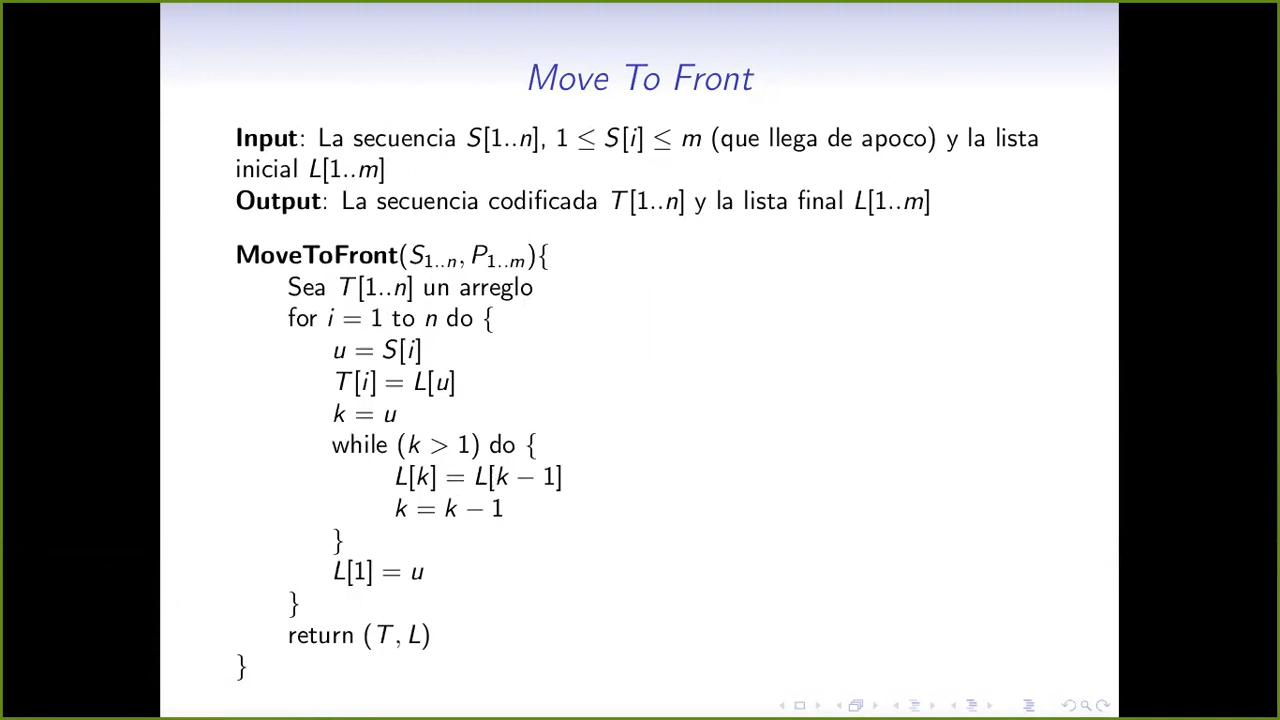 Move To Front
Input: La secuencia S[1..n], 1 ≤ S[i] ≤ m (que llega de apoco) y la lista
inicial L[1..m]
Output: La secuencia codificada T[1..n] y la lista final L[1..m]
MoveToFront(S₁..ₙ, P₁..ₘ){
Sea T[1..n] un arreglo
for i = 1 to n do {
u = S[i]
T[i] = L[u]
k = u
while (k > 1) do {
L[k] = L[k − 1]
k = k − 1
}
L[1] = u
}
return (T, L)
}